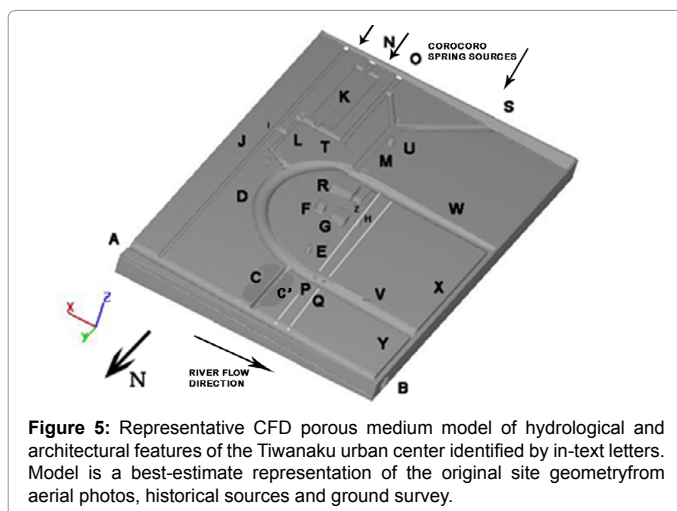 N
O
COROCORO
SPRING SOURCES
S
K
J
I
L
T
U
M
R
W
D
F
Z
G
H
A
E
C
C'
P
V
X
Q
Y
X
Z
Y
N
RIVER FLOW
DIRECTION
B
Figure 5: Representative CFD porous medium model of hydrological and
architectural features of the Tiwanaku urban center identified by in-text letters.
Model is a best-estimate representation of the original site geometryfrom
aerial photos, historical sources and ground survey.